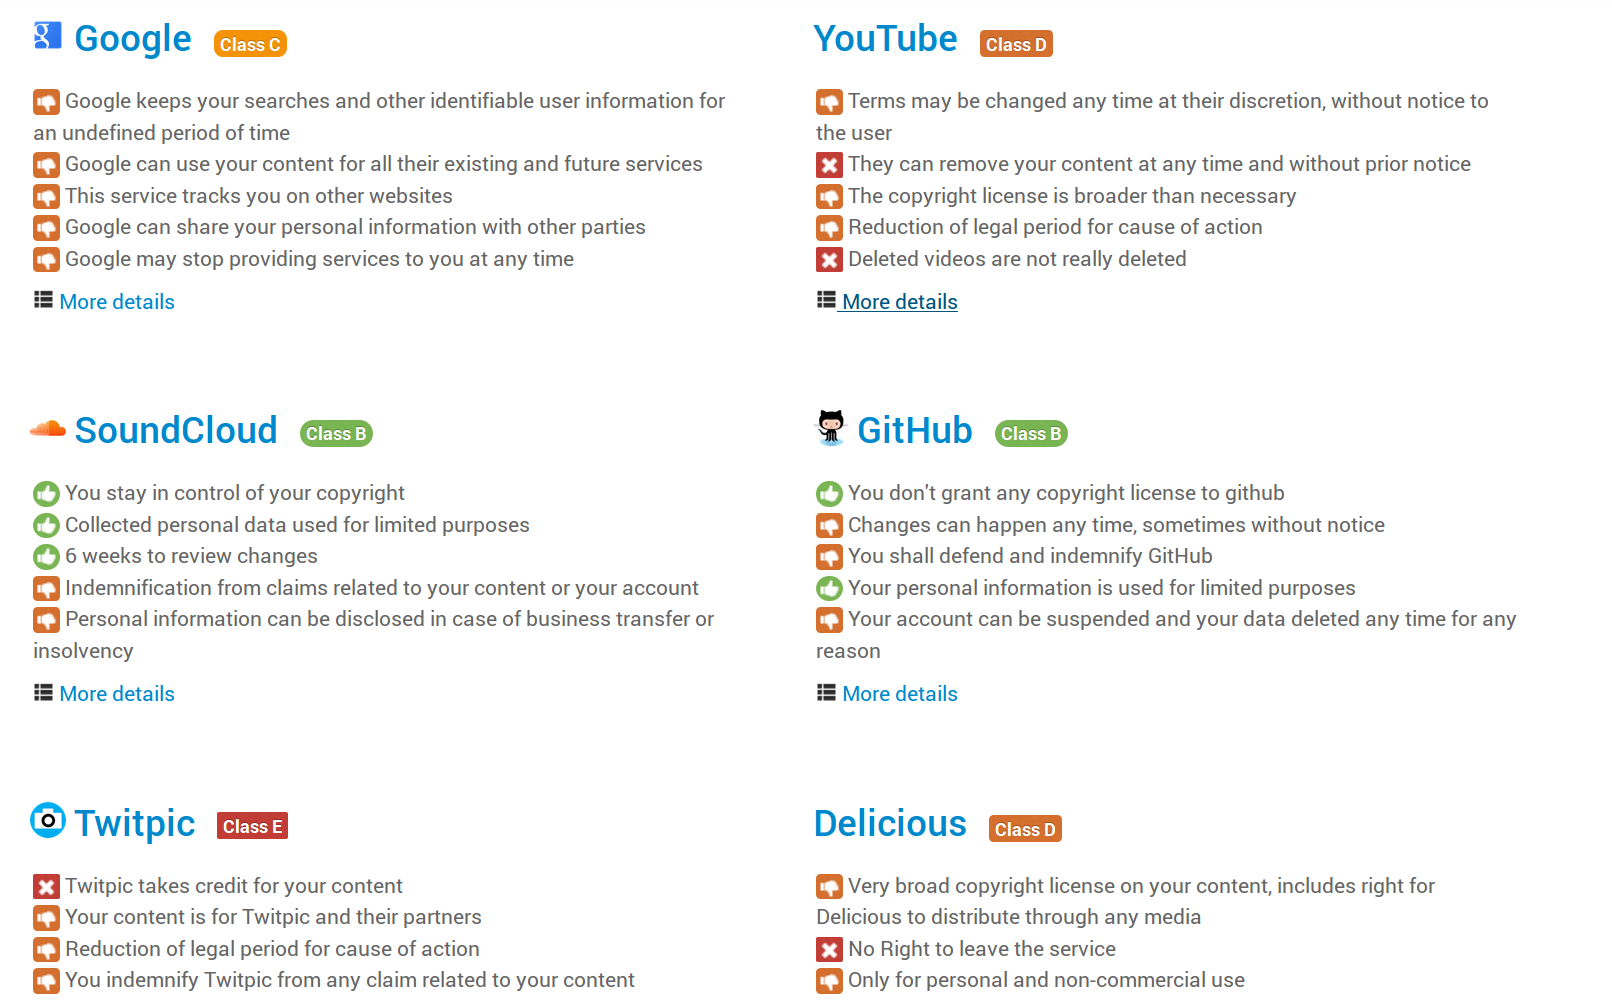 Google Class C
Google keeps your searches and other identifiable user information for
an undefined period of time
Google can use your content for all their existing and future services
This service tracks you on other websites
Google can share your personal information with other parties
Google may stop providing services to you at any time
More details
YouTube Class D
Terms may be changed any time at their discretion, without notice to
the user
They can remove your content at any time and without prior notice
The copyright license is broader than necessary
Reduction of legal period for cause of action
Deleted videos are not really deleted
More details
SoundCloud Class B
You stay in control of your copyright
Collected personal data used for limited purposes
6 weeks to review changes
Indemnification from claims related to your content or your account
Personal information can be disclosed in case of business transfer or
insolvency
More details
GitHub Class B
You don't grant any copyright license to github
Changes can happen any time, sometimes without notice
You shall defend and indemnify GitHub
Your personal information is used for limited purposes
Your account can be suspended and your data deleted any time for any
reason
More details
Twitpic Class E
Twitpic takes credit for your content
Your content is for Twitpic and their partners
Reduction of legal period for cause of action
You indemnify Twitpic from any claim related to your content
Delicious Class D
Very broad copyright license on your content, includes right for
Delicious to distribute through any media
No Right to leave the service
Only for personal and non-commercial use